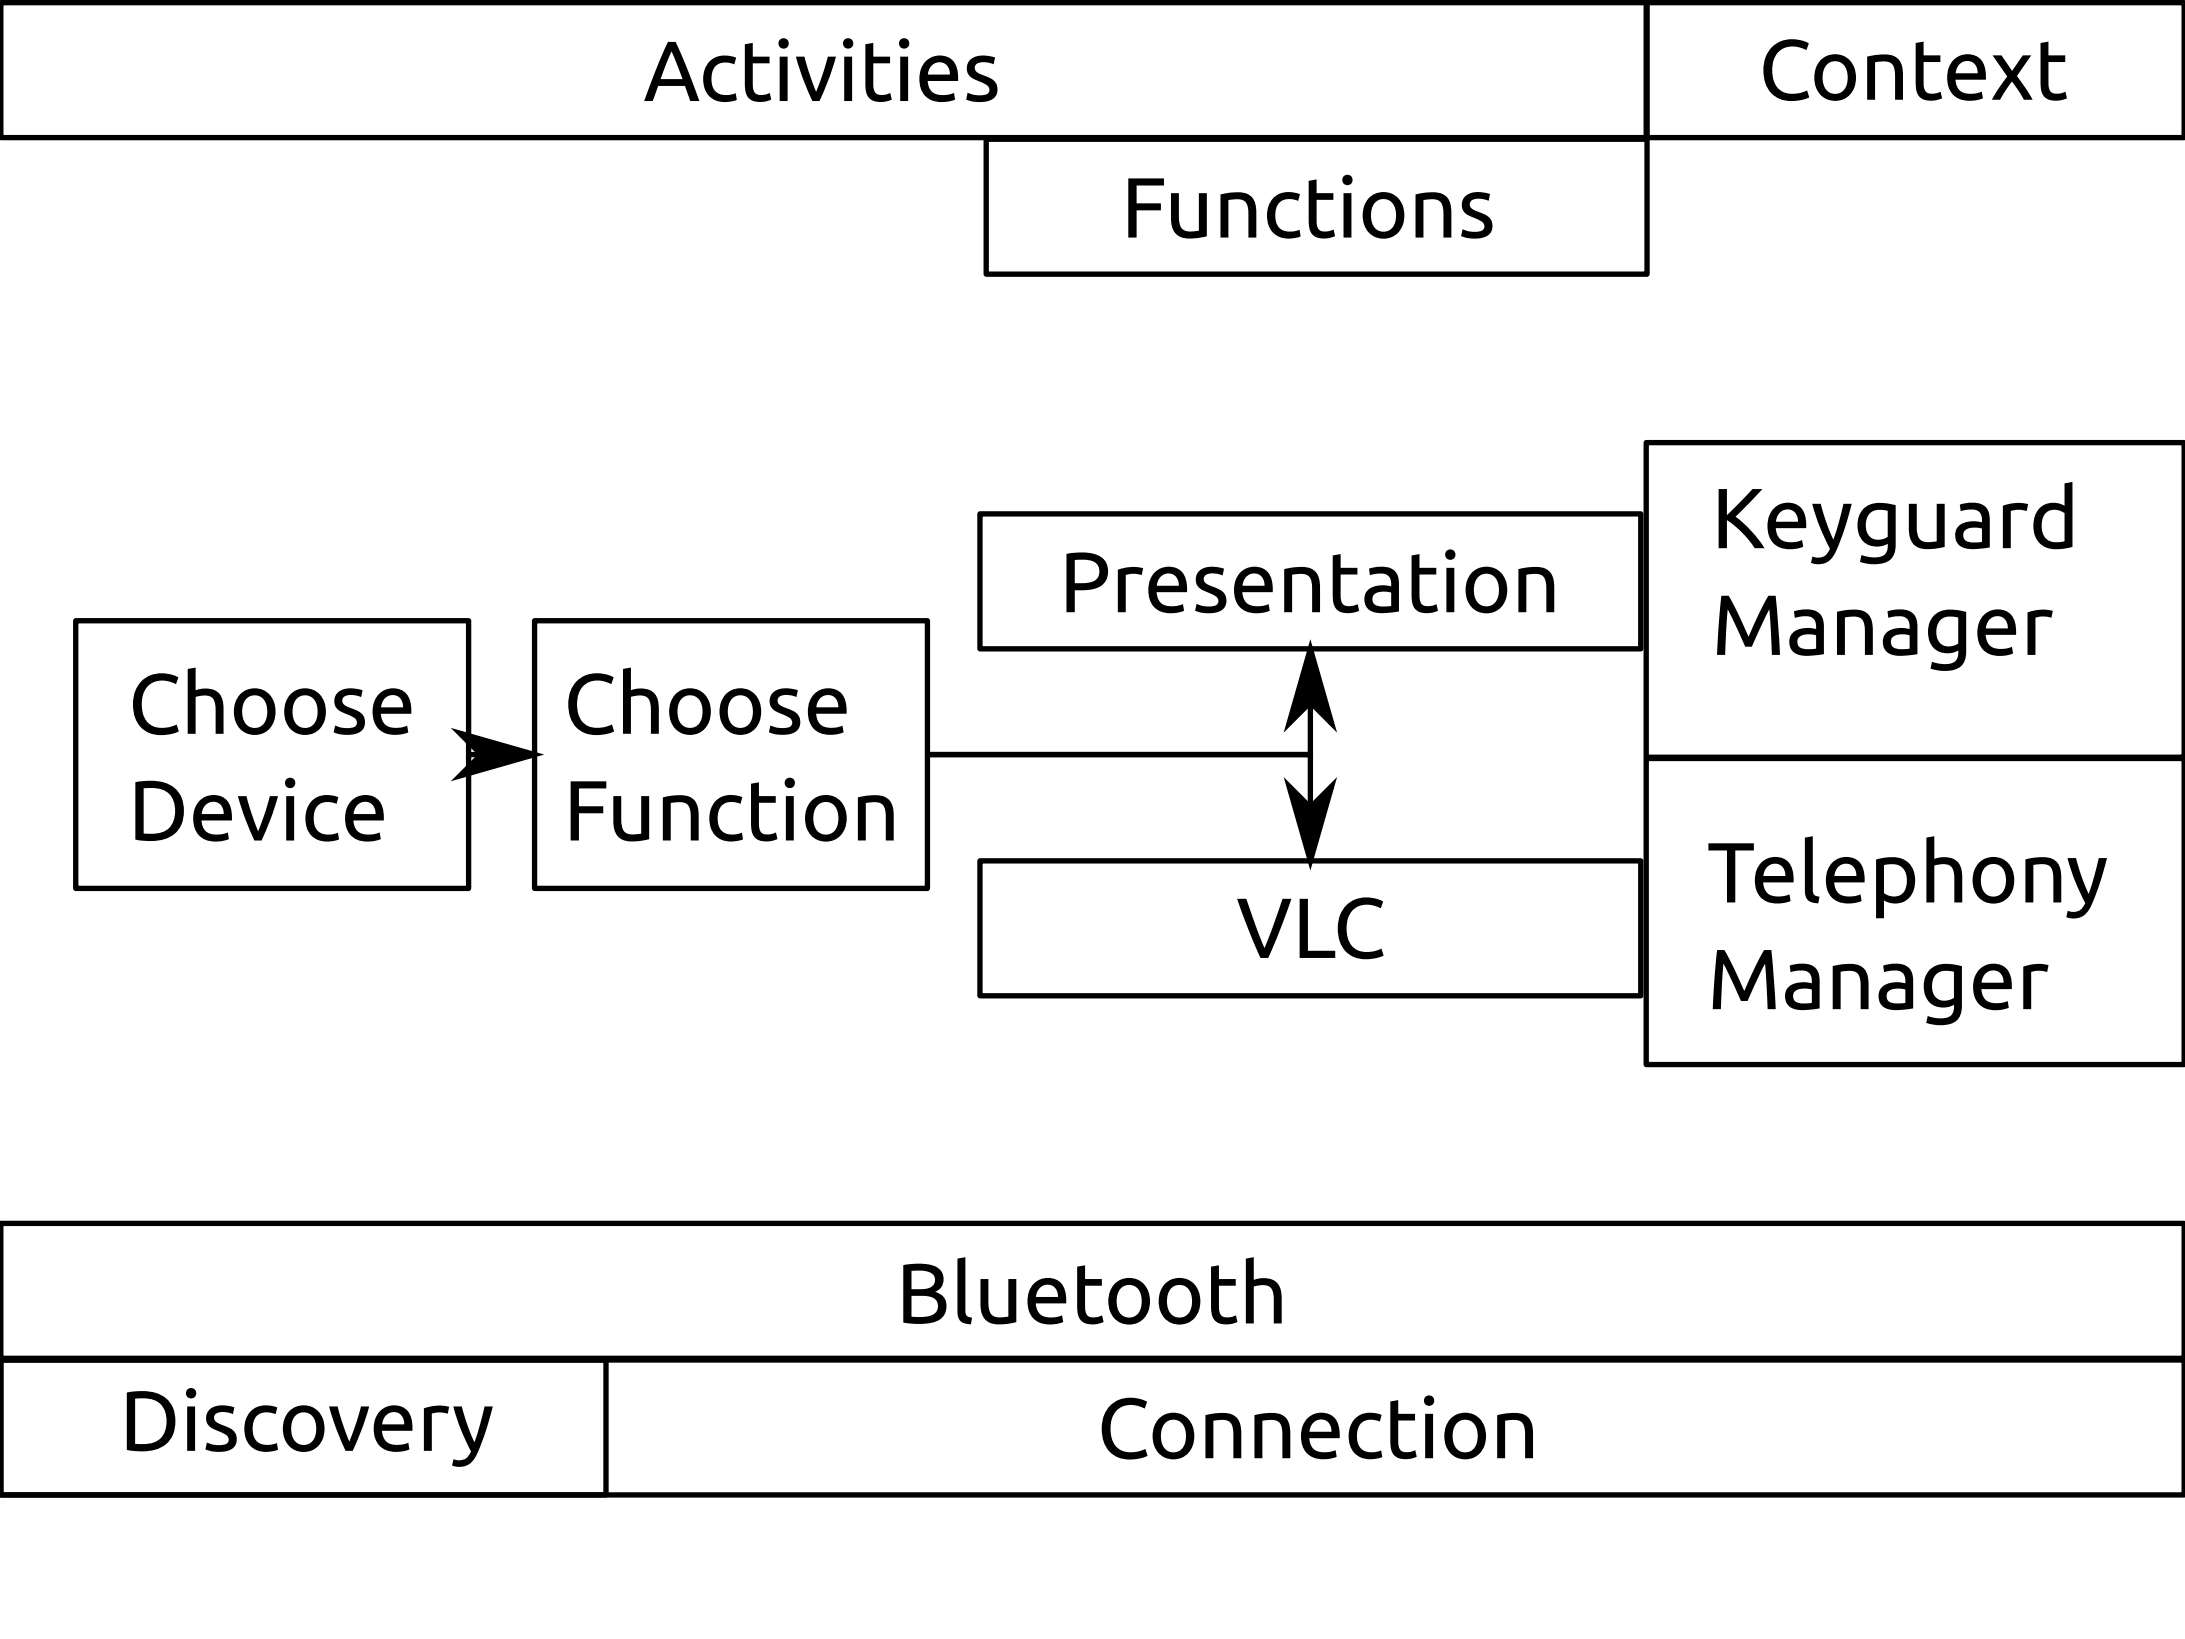 Activities
Context
Functions
Keyguard
Manager
Presentation
Choose
Device
Choose
Function
VLC
Telephony
Manager
Bluetooth
Discovery
Connection